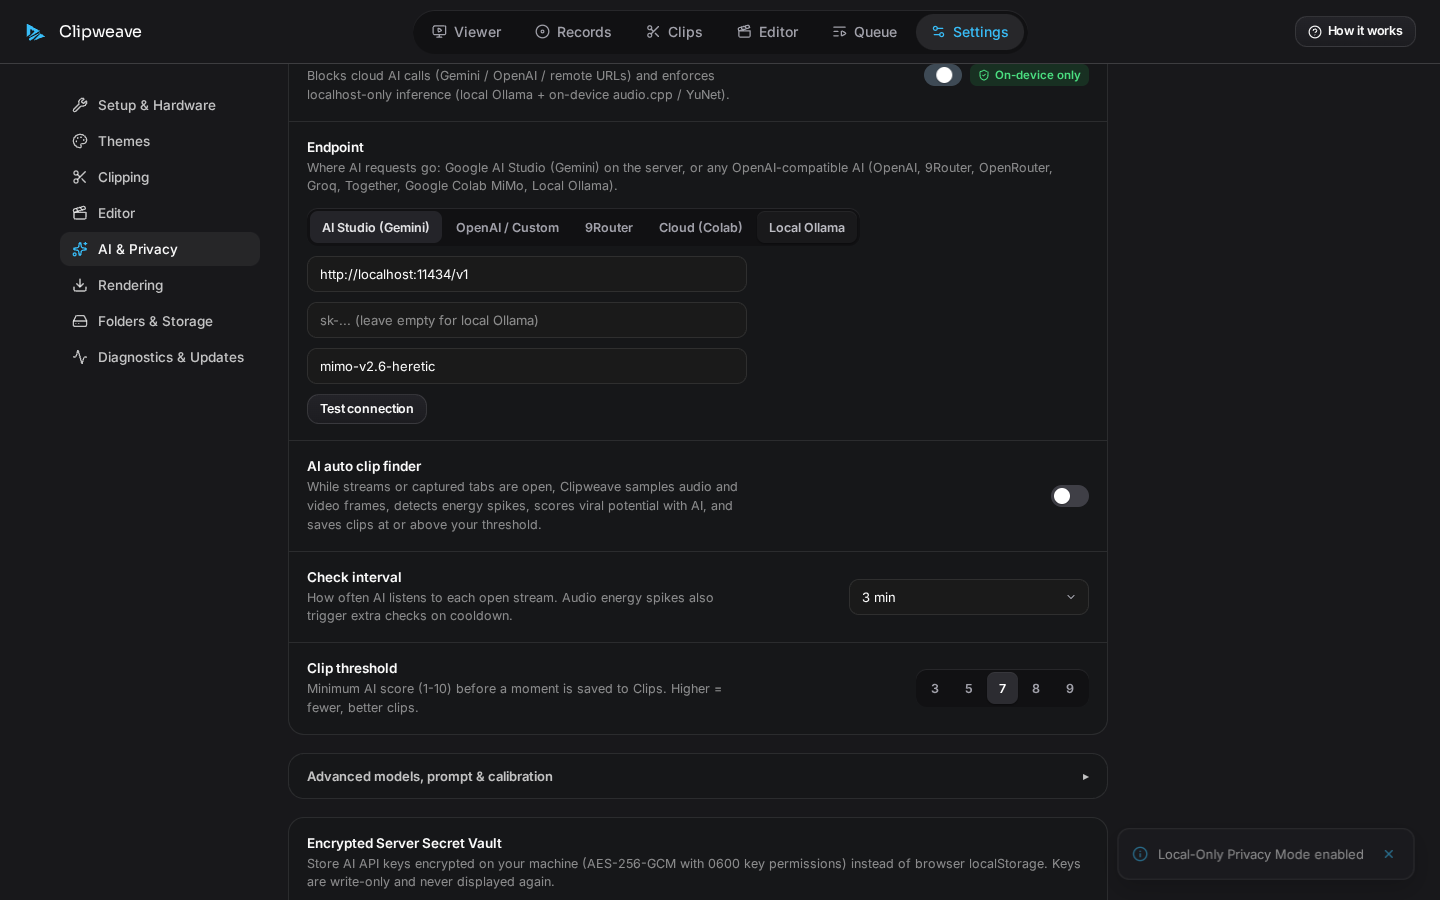 Clipweave
Viewer
Records
Clips
Editor
Queue
Settings
How it works
Setup & Hardware
Themes
Clipping
Editor
AI & Privacy
Rendering
Folders & Storage
Diagnostics & Updates
Blocks cloud AI calls (Gemini / OpenAI / remote URLs) and enforces
localhost-only inference (local Ollama + on-device audio.cpp / YuNet).
On-device only
Endpoint
Where AI requests go: Google AI Studio (Gemini) on the server, or any OpenAI-compatible AI (OpenAI, 9Router, OpenRouter,
Groq, Together, Google Colab MiMo, Local Ollama).
AI Studio (Gemini)
OpenAI / Custom
9Router
Cloud (Colab)
Local Ollama
http://localhost:11434/v1
sk-... (leave empty for local Ollama)
mimo-v2.6-heretic
Test connection
AI auto clip finder
While streams or captured tabs are open, Clipweave samples audio and
video frames, detects energy spikes, scores viral potential with AI, and
saves clips at or above your threshold.
Check interval
How often AI listens to each open stream. Audio energy spikes also
trigger extra checks on cooldown.
3 min
Clip threshold
Minimum AI score (1-10) before a moment is saved to Clips. Higher =
fewer, better clips.
3
5
7
8
9
Advanced models, prompt & calibration
Encrypted Server Secret Vault
Store AI API keys encrypted on your machine (AES-256-GCM with 0600 key permissions) instead of browser localStorage. Keys
are write-only and never displayed again.
Local-Only Privacy Mode enabled